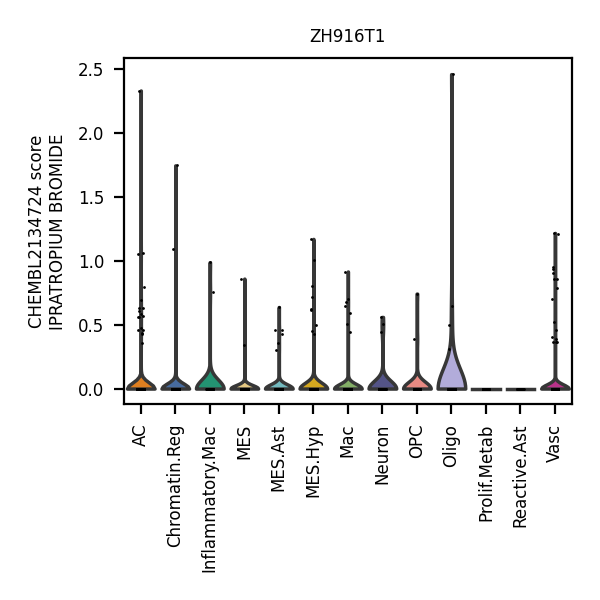 ZH916T1
CHEMBL2134724 score
IPRATROPIUM BROMIDE
2.5
2.0
1.5
1.0
0.5
0.0
AC
Chromatin.Reg
Inflammatory.Mac
MES
MES.Ast
MES.Hyp
Mac
Neuron
OPC
Oligo
Prolif.Metab
Reactive.Ast
Vasc